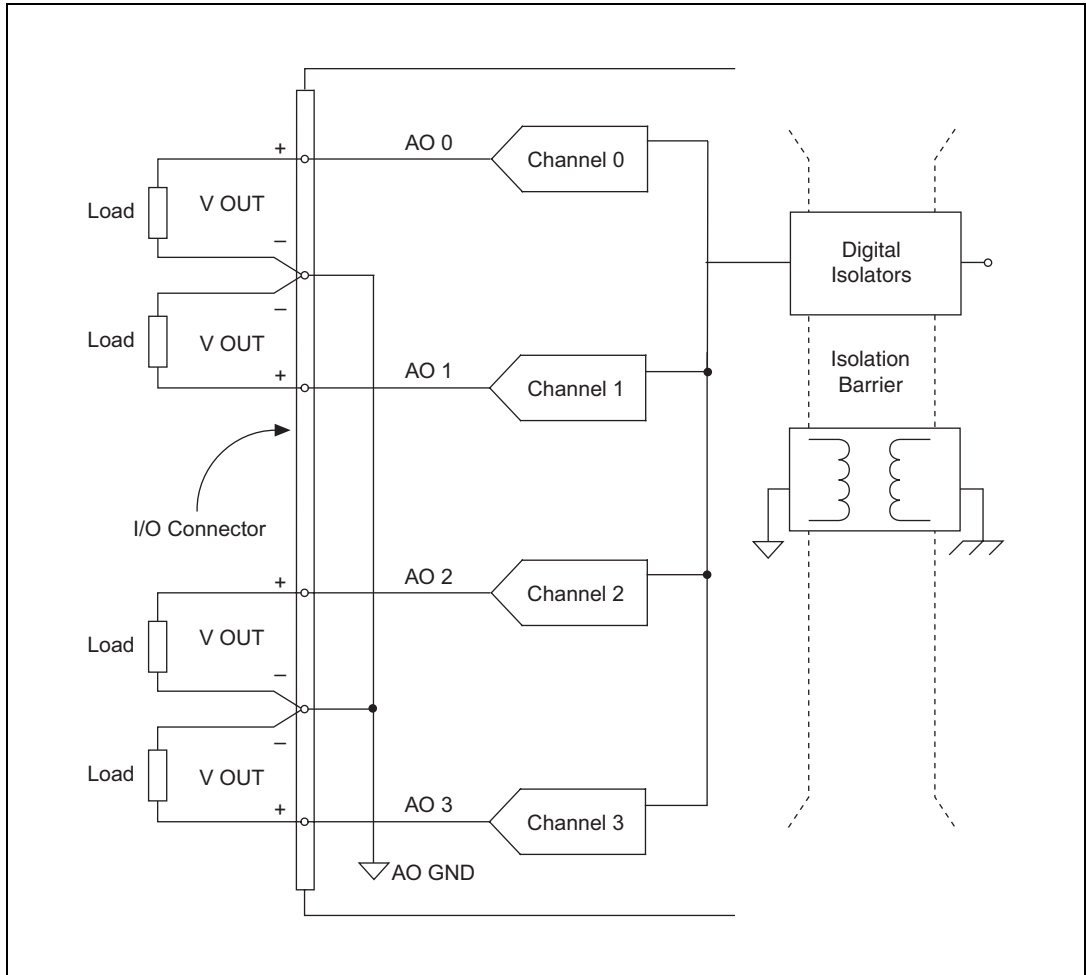 +
AO 0
Channel 0
Load
V OUT
–
Digital
Isolators
–
Load
V OUT
+
AO 1
Channel 1
Isolation
Barrier
I/O Connector
+
AO 2
Channel 2
Load
V OUT
–
–
Load
V OUT
+
AO 3
Channel 3
AO GND